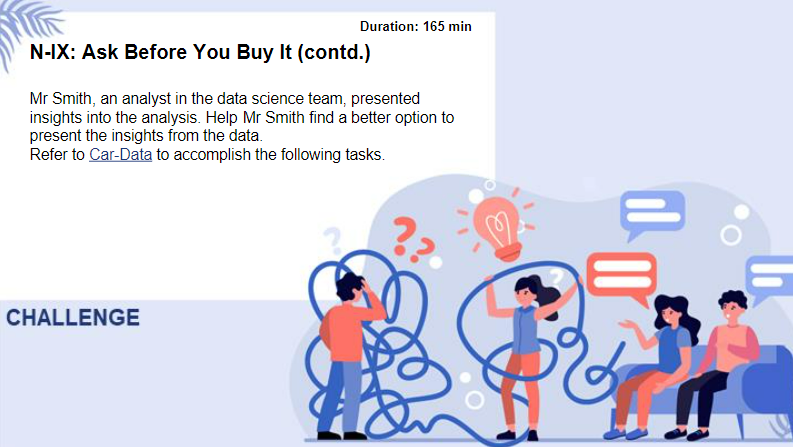 Duration: 165 min
N-IX: Ask Before You Buy It (contd.)
Mr Smith, an analyst in the data science team, presented
insights into the analysis. Help Mr Smith find a better option to
present the insights from the data.
Refer to Car-Data to accomplish the following tasks.
CHALLENGE